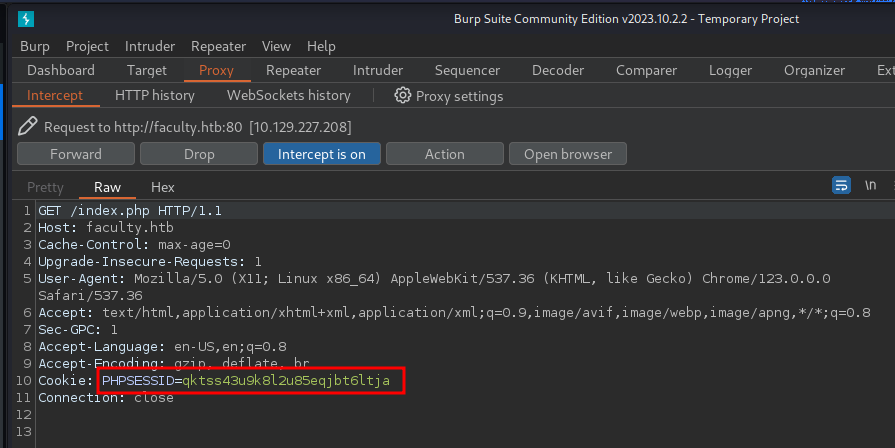 Burp Suite Community Edition v2023.10.2.2 - Temporary Project
Burp Project Intruder Repeater View Help
Dashboard Target Proxy Repeater Intruder Sequencer Decoder Comparer Logger Organizer Ext
Intercept HTTP history WebSockets history Proxy settings
Request to http://faculty.htb:80 [10.129.227.208]
Forward Drop Intercept is on Action Open browser
Pretty Raw Hex \n
1 GET /index.php HTTP/1.1
2 Host: faculty.htb
3 Cache-Control: max-age=0
4 Upgrade-Insecure-Requests: 1
5 User-Agent: Mozilla/5.0 (X11; Linux x86_64) AppleWebKit/537.36 (KHTML, like Gecko) Chrome/123.0.0.0
Safari/537.36
6 Accept: text/html,application/xhtml+xml,application/xml;q=0.9,image/avif,image/webp,image/apng,*/*;q=0.8
7 Sec-GPC: 1
8 Accept-Language: en-US,en;q=0.8
9 Accept-Encoding: gzip, deflate, br
10 Cookie: PHPSESSID=qktss43u9k8l2u85eqjbt6ltja
11 Connection: close
12
13